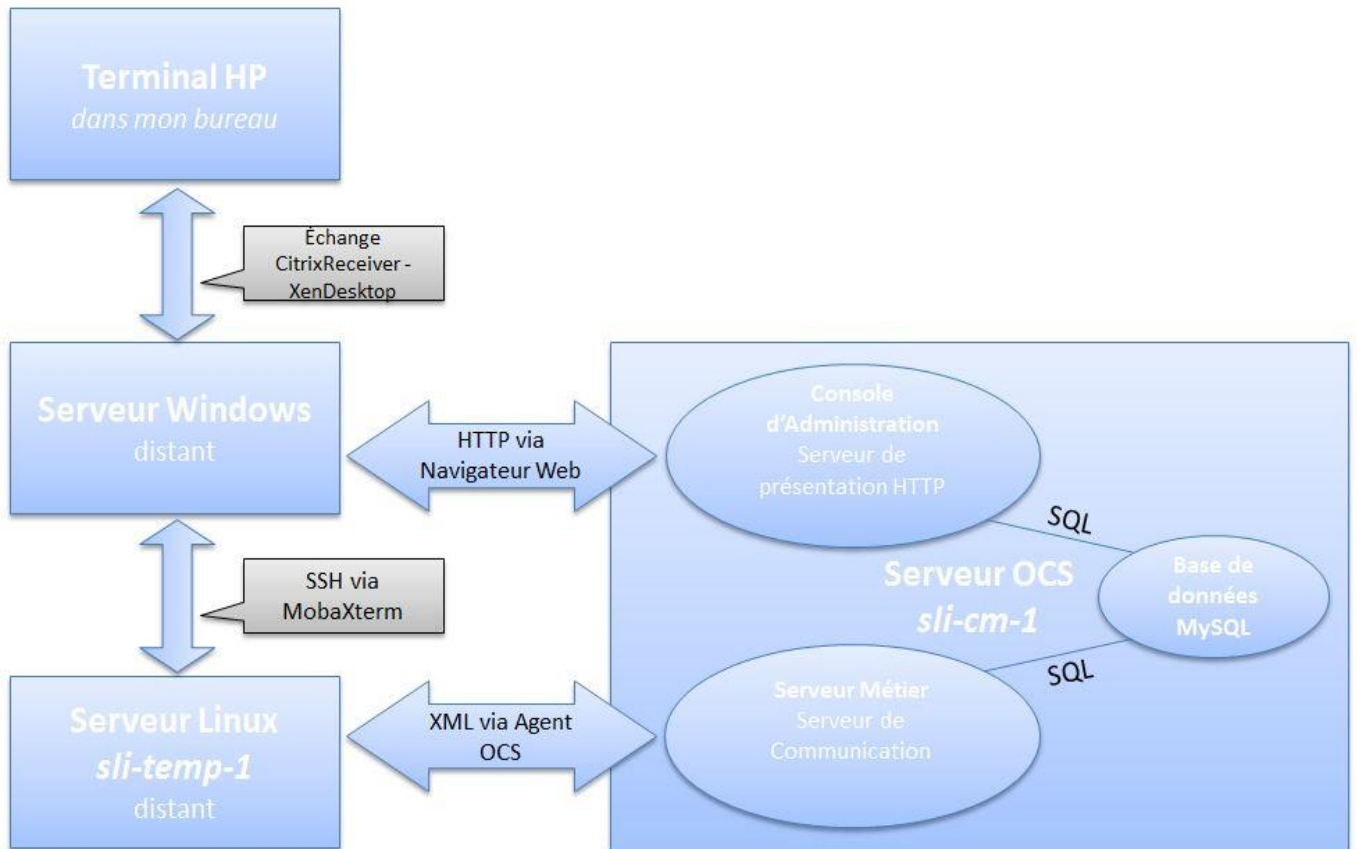 Terminal HP
dans mon bureau
Échange
CitrixReceiver -
XenDesktop
Serveur Windows
distant
HTTP via
Navigateur Web
Console
d'Administration
Serveur de
présentation HTTP
SQL
Serveur OCS
sli-cm-1
Base de
données
MySQL
SSH via
MobaXterm
SQL
Serveur Linux
sli-temp-1
distant
XML via Agent
OCS
Serveur Métier
Serveur de
Communication